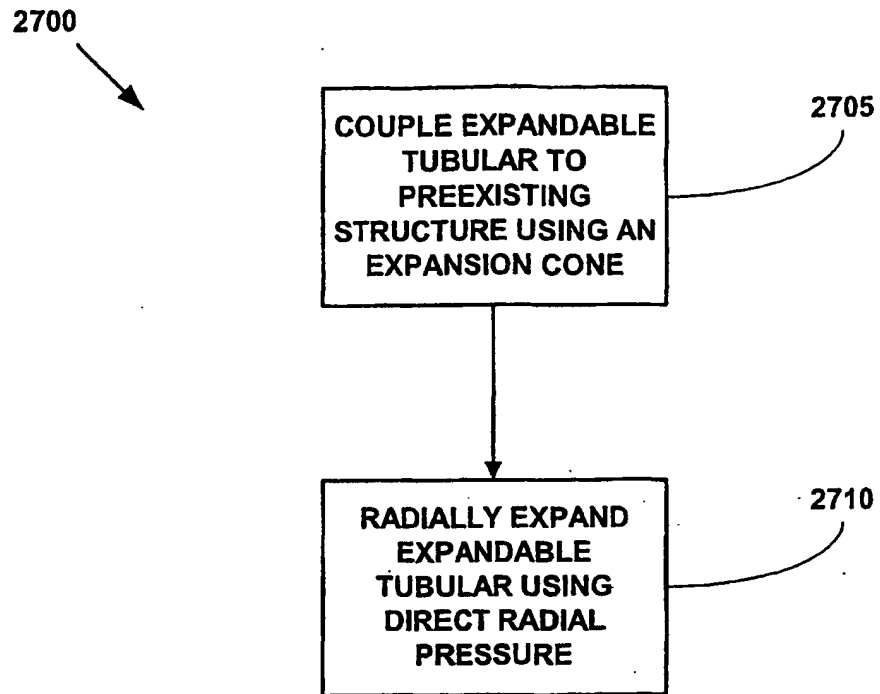 2700
2705
COUPLE EXPANDABLE
TUBULAR TO
PREEXISTING
STRUCTURE USING AN
EXPANSION CONE
2710
RADIALLY EXPAND
EXPANDABLE
TUBULAR USING
DIRECT RADIAL
PRESSURE